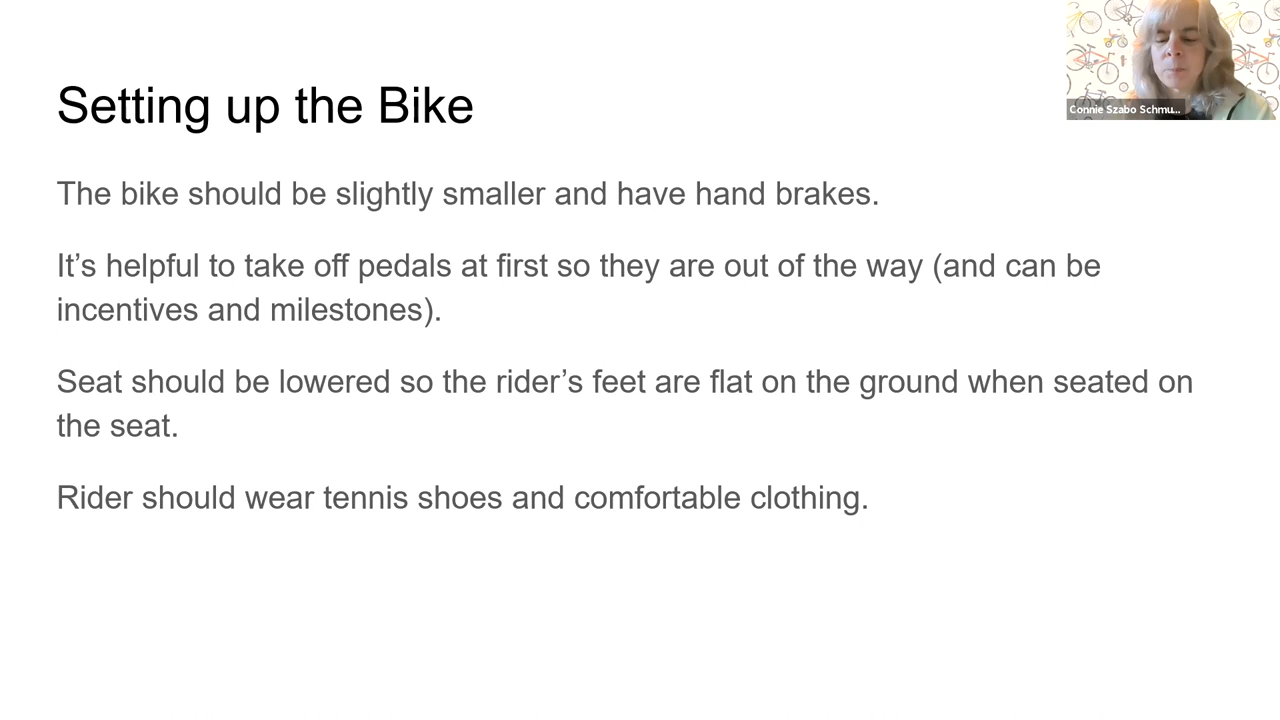 Setting up the Bike
Connie Szabo Schmu...
The bike should be slightly smaller and have hand brakes.
It’s helpful to take off pedals at first so they are out of the way (and can be
incentives and milestones).
Seat should be lowered so the rider’s feet are flat on the ground when seated on
the seat.
Rider should wear tennis shoes and comfortable clothing.